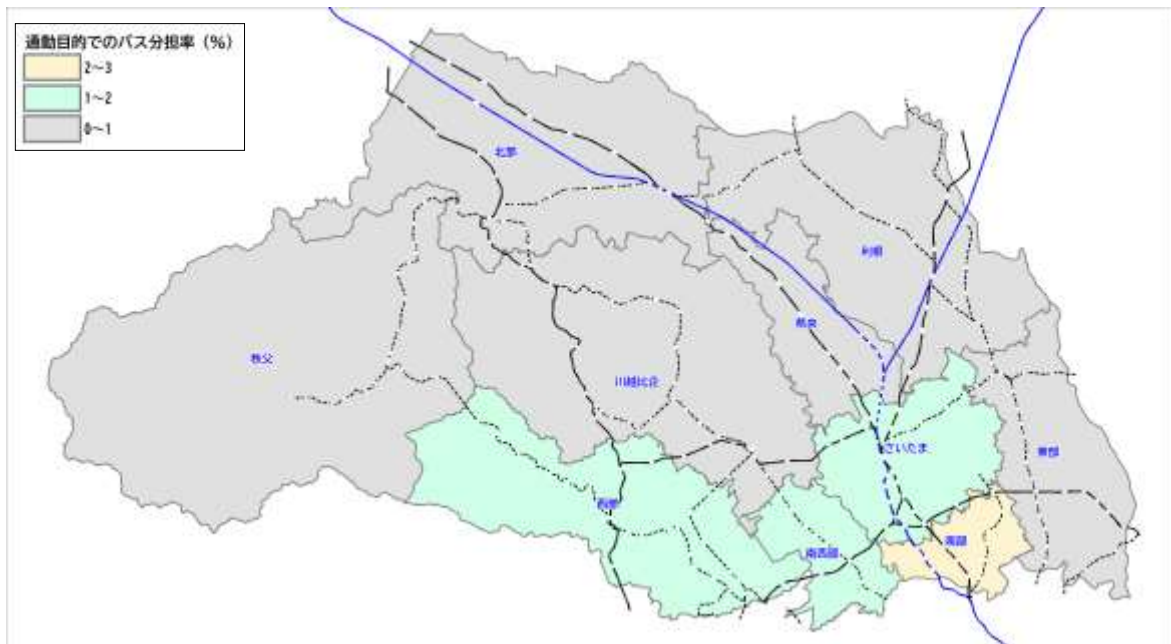 通勤目的でのバス分担率（%）
2～3
1～2
0～1
北部
利根
県央
秩父
川越比企
さいたま
東部
西部
南部
南西部